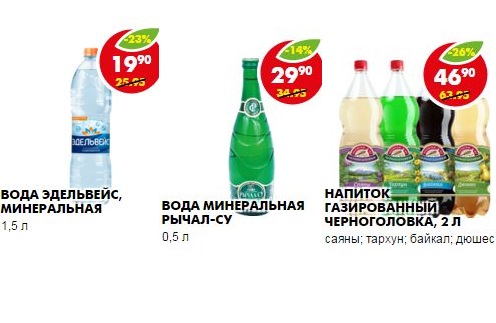 -23%
19 90
25.95
ЭДЕЛЬВЕЙС
ВОДА ЭДЕЛЬВЕЙС,
МИНЕРАЛЬНАЯ
1,5 л
-14%
29 90
34.95
ВОДА МИНЕРАЛЬНАЯ
РЫЧАЛ-СУ
0,5 л
-26%
46 90
63.95
НАПИТОК
ГАЗИРОВАННЫЙ
ЧЕРНОГОЛОВКА, 2 Л
саяны; тархун; байкал; дюшес